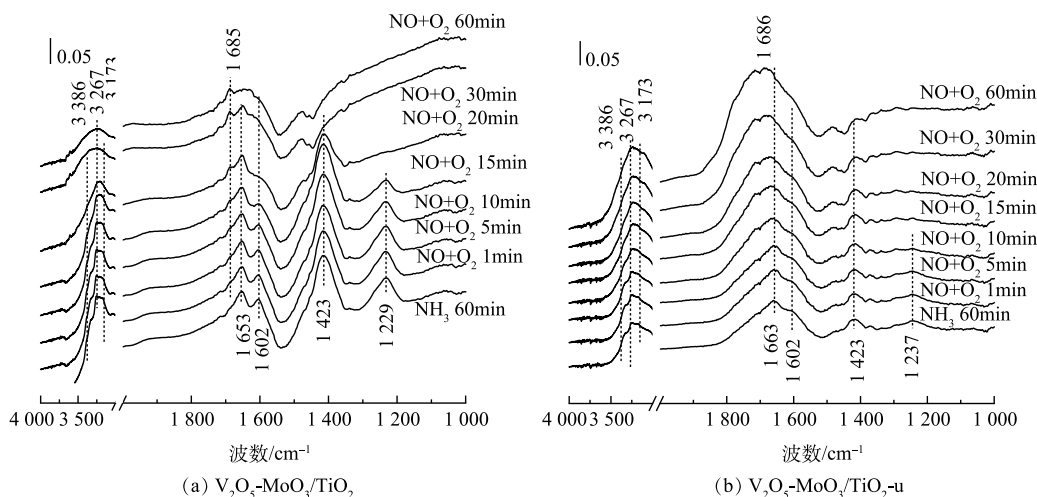 0.05
3 386
3 267
3 173
1 685
NO+O₂ 60min
NO+O₂ 30min
NO+O₂ 20min
NO+O₂ 15min
NO+O₂ 10min
NO+O₂ 5min
NO+O₂ 1min
NH₃ 60min
1 653
1 602
1 423
1 229
4 000 3 500 1 800 1 600 1 400 1 200 1 000
波数/cm⁻¹
(a) V₂O₅-MoO₃/TiO₂
0.05
3 386
3 267
3 173
1 686
NO+O₂ 60min
NO+O₂ 30min
NO+O₂ 20min
NO+O₂ 15min
NO+O₂ 10min
NO+O₂ 5min
NO+O₂ 1min
NH₃ 60min
1 663
1 602
1 423
1 237
4 000 3 500 1 800 1 600 1 400 1 200 1 000
波数/cm⁻¹
(b) V₂O₅-MoO₃/TiO₂-u